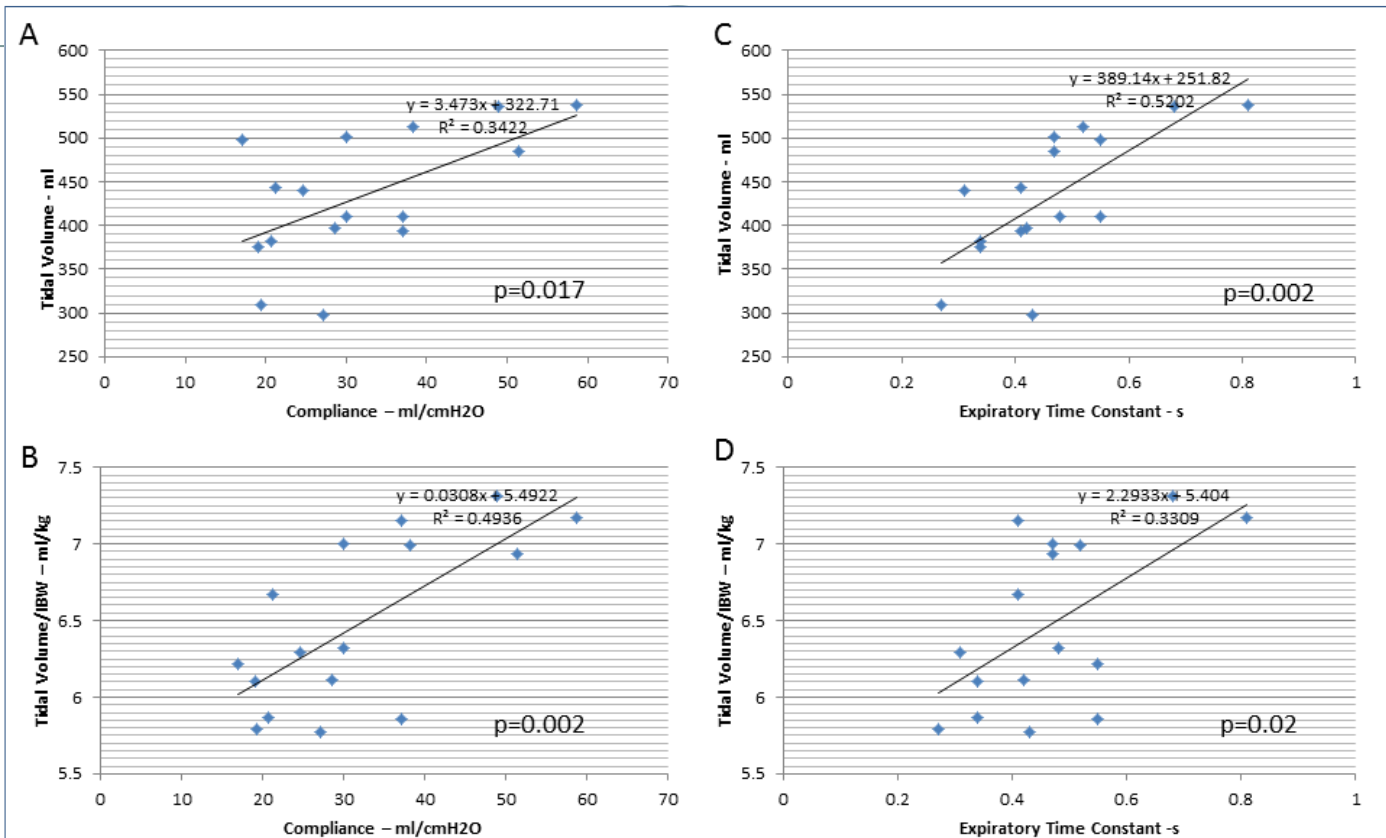 A
600
550
500
450
400
350
300
250
Tidal Volume - ml
y = 3.473x + 322.71
R² = 0.3422
p=0.017
0 10 20 30 40 50 60 70
Compliance – ml/cmH2O
C
600
550
500
450
400
350
300
250
Tidal Volume - ml
y = 389.14x + 251.82
R² = 0.5202
p=0.002
0 0.2 0.4 0.6 0.8 1
Expiratory Time Constant - s
B
7.5
7
6.5
6
5.5
Tidal Volume/IBW – ml/kg
y = 0.0308x + 5.4922
R² = 0.4936
p=0.002
0 10 20 30 40 50 60 70
Compliance – ml/cmH2O
D
7.5
7
6.5
6
5.5
Tidal Volume/IBW – ml/kg
y = 2.2933x + 5.404
R² = 0.3309
p=0.02
0 0.2 0.4 0.6 0.8 1
Expiratory Time Constant -s